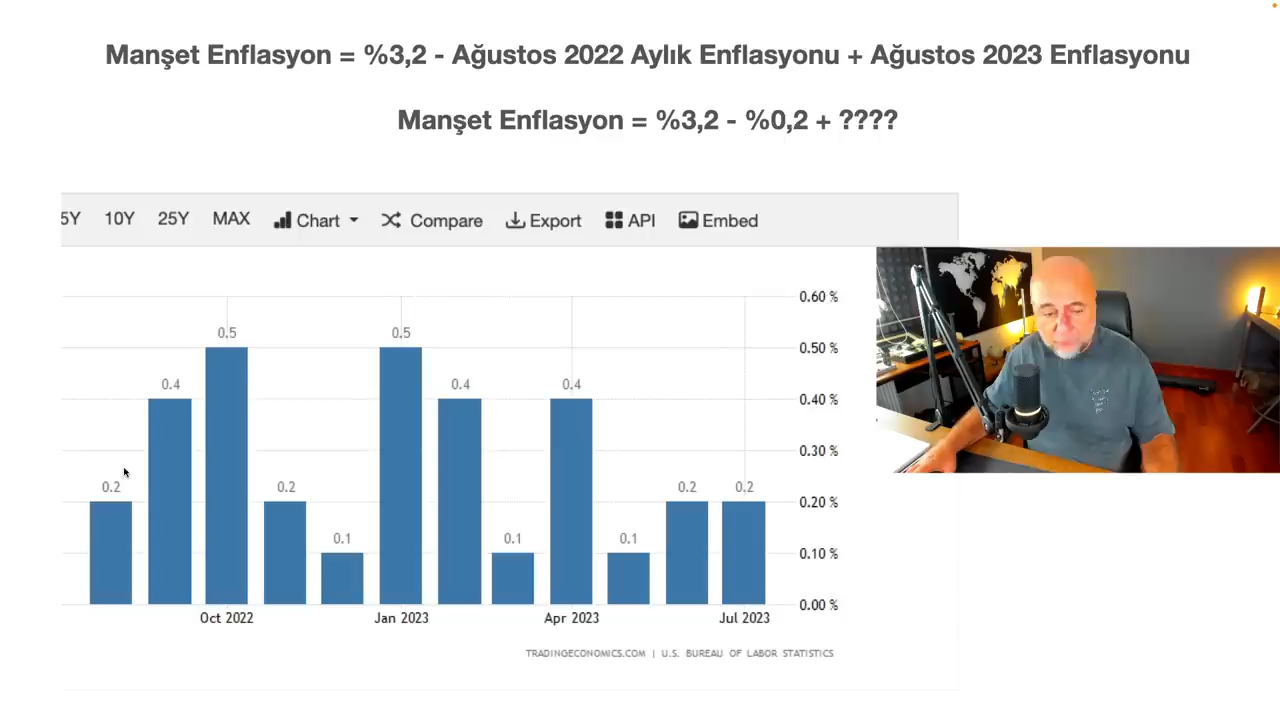 Manşet Enflasyon = %3,2 - Ağustos 2022 Aylık Enflasyonu + Ağustos 2023 Enflasyonu
Manşet Enflasyon = %3,2 - %0,2 + ????
5Y 10Y 25Y MAX Chart Compare Export API Embed
0.60 %
0.5 0.5
0.50 %
0.4 0.4 0.4
0.40 %
0.30 %
0.2 0.2 0.2 0.2
0.20 %
0.1 0.1 0.1
0.10 %
0.00 %
Oct 2022 Jan 2023 Apr 2023 Jul 2023
TRADINGECONOMICS.COM | U.S. BUREAU OF LABOR STATISTICS